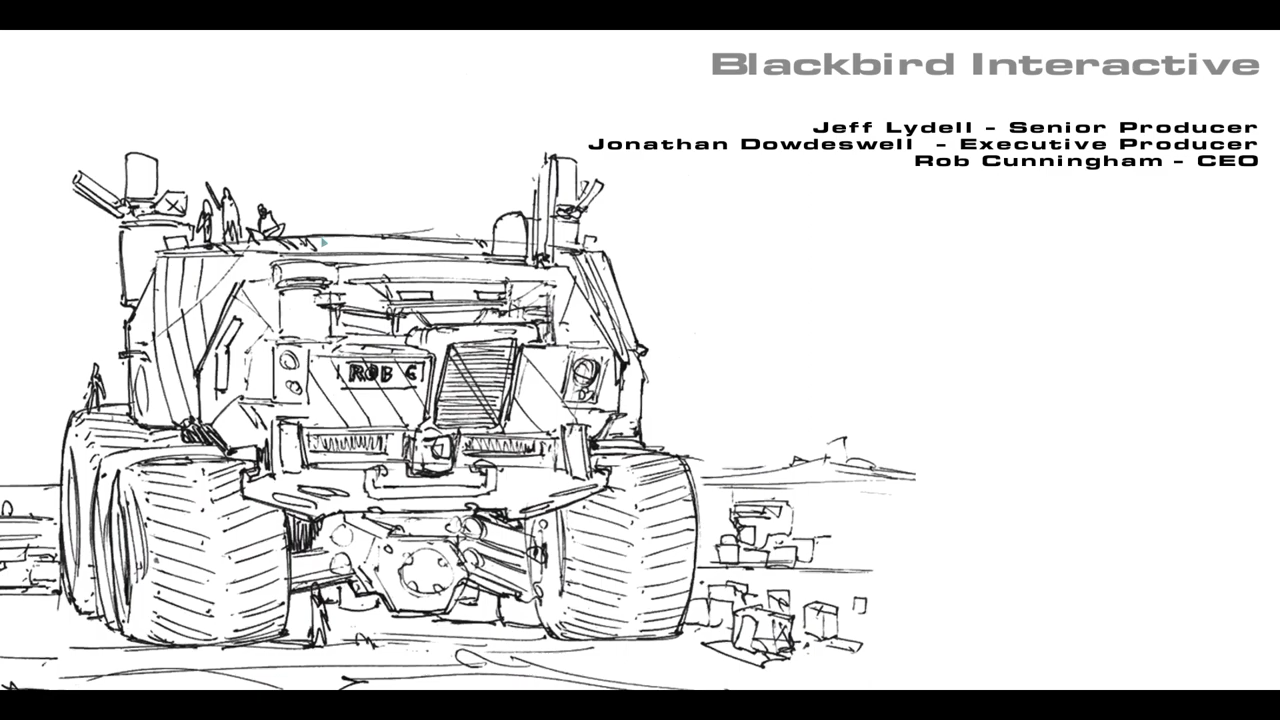 Blackbird Interactive
Jeff Lydell - Senior Producer
Jonathan Dowdeswell - Executive Producer
Rob Cunningham - CEO
ROB C